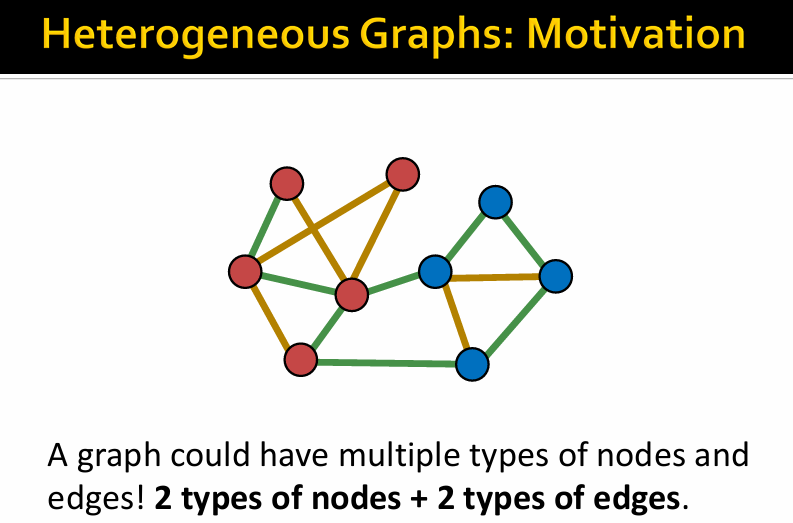 Heterogeneous Graphs: Motivation
A graph could have multiple types of nodes and
edges! 2 types of nodes + 2 types of edges.